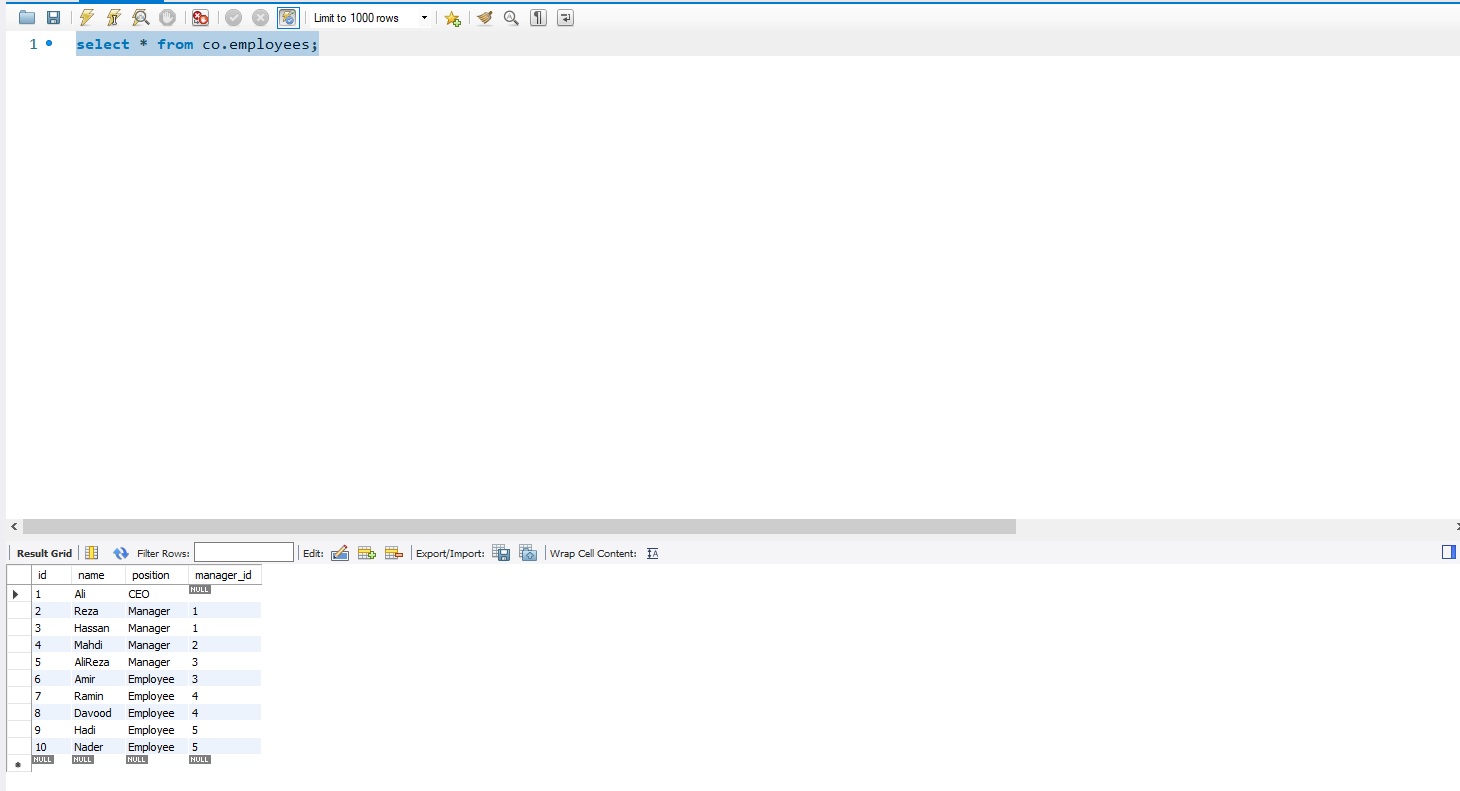 Limit to 1000 rows
1 select * from co.employees;
Result Grid Filter Rows: Edit: Export/Import: Wrap Cell Content:
id name position manager_id
1 Ali CEO NULL
2 Reza Manager 1
3 Hassan Manager 1
4 Mahdi Manager 2
5 AliReza Manager 3
6 Amir Employee 3
7 Ramin Employee 4
8 Davood Employee 4
9 Hadi Employee 5
10 Nader Employee 5
NULL NULL NULL NULL